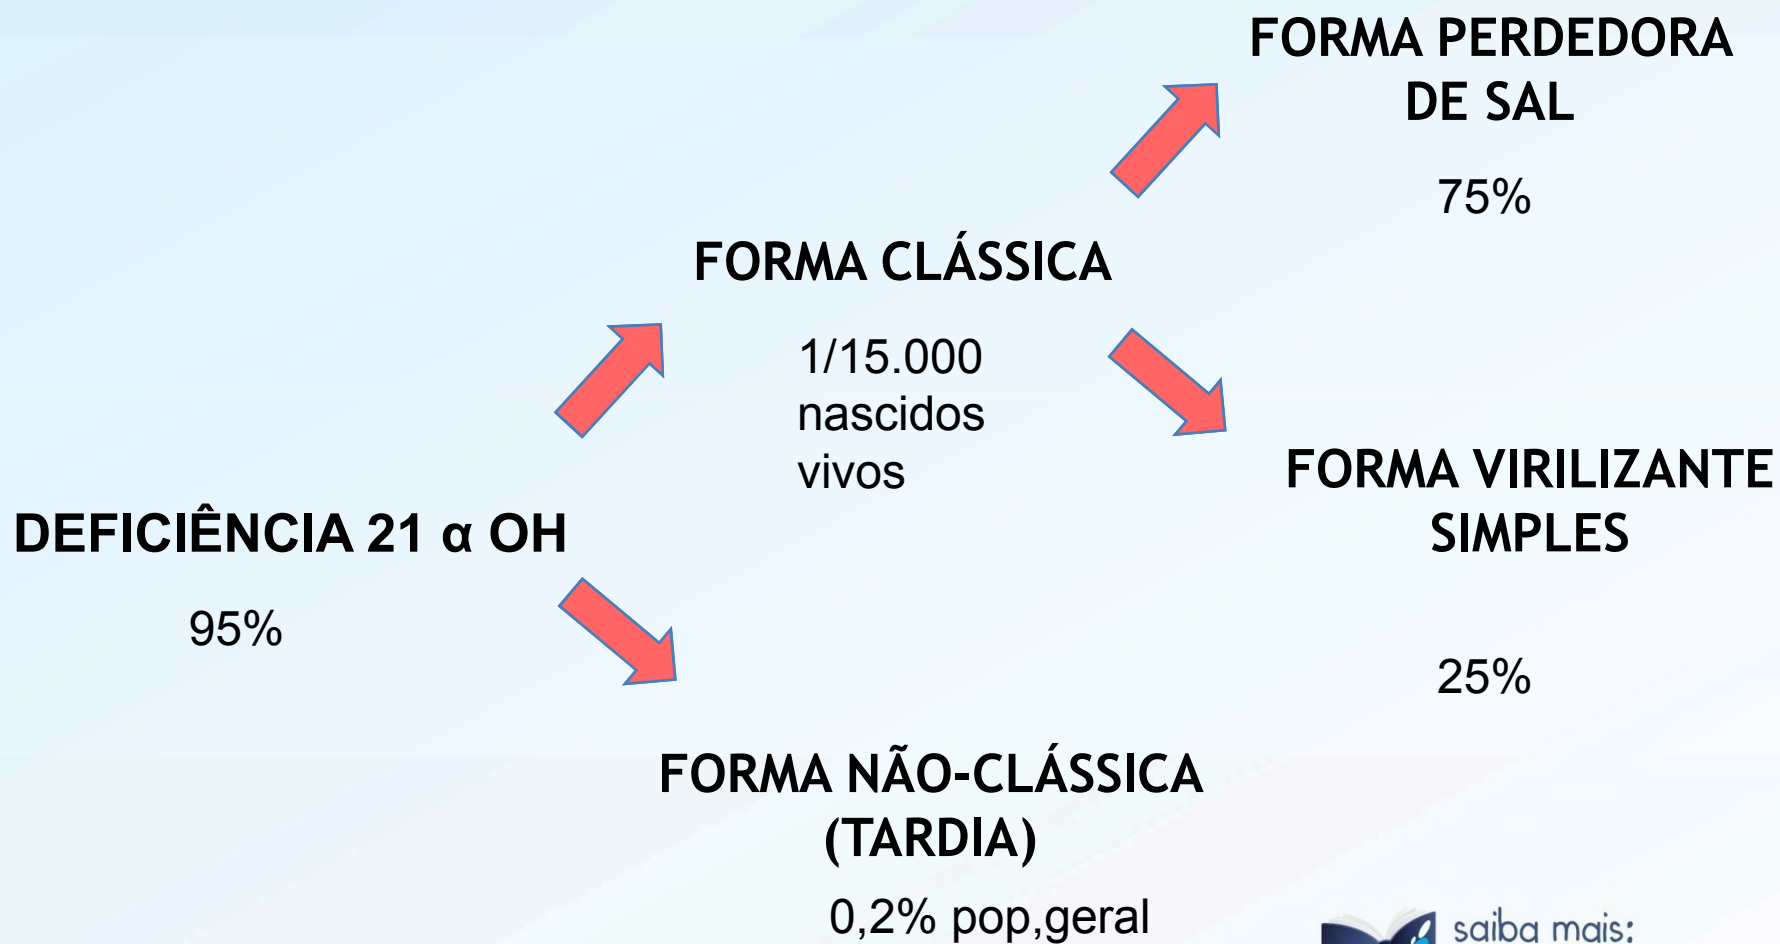 FORMA PERDEDORA
DE SAL
75%
FORMA CLÁSSICA
1/15.000
nascidos
vivos
FORMA VIRILIZANTE
SIMPLES
25%
DEFICIÊNCIA 21 α OH
95%
FORMA NÃO-CLÁSSICA
(TARDIA)
0,2% pop,geral
saiba mais: